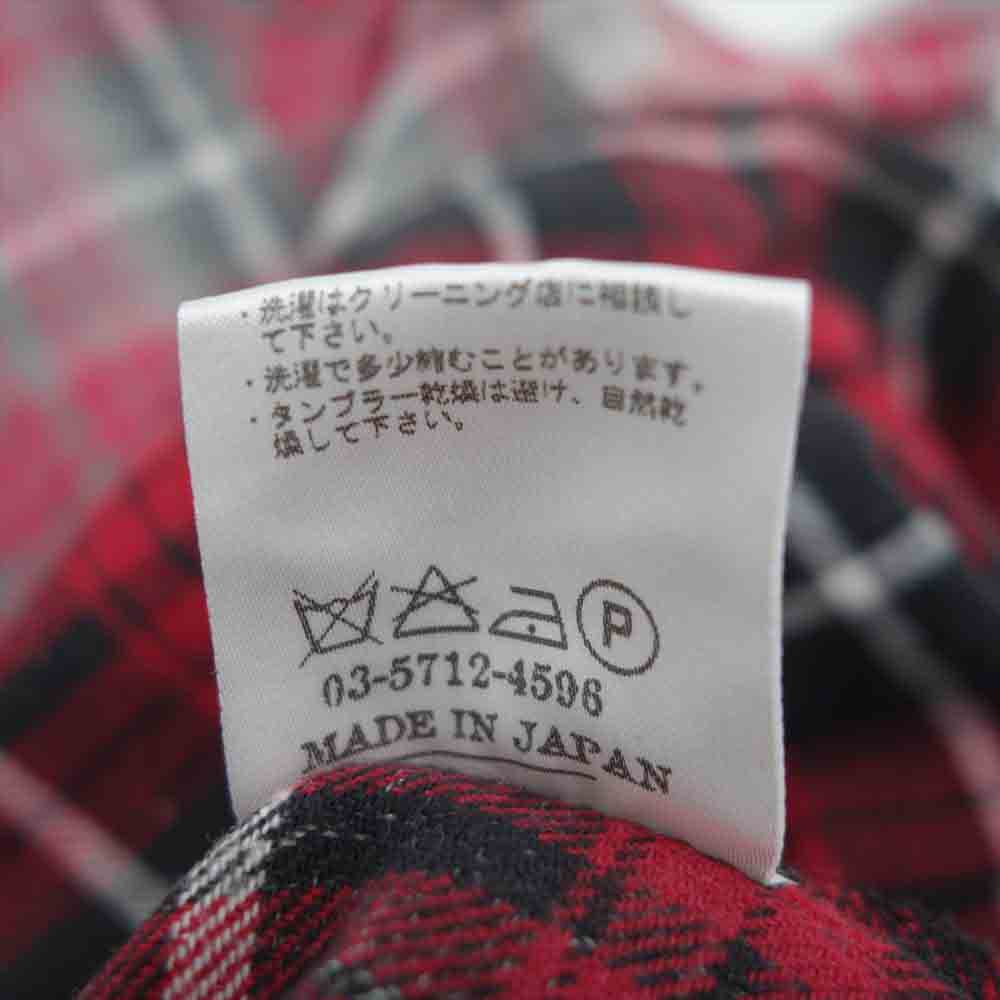 ・洗濯はクリーニング店に相談し
て下さい。
・洗濯で多少縮むことがあります。
・タンブラー乾燥は避け、自然乾
燥して下さい。
P
03-5712-4596
MADE IN JAPAN